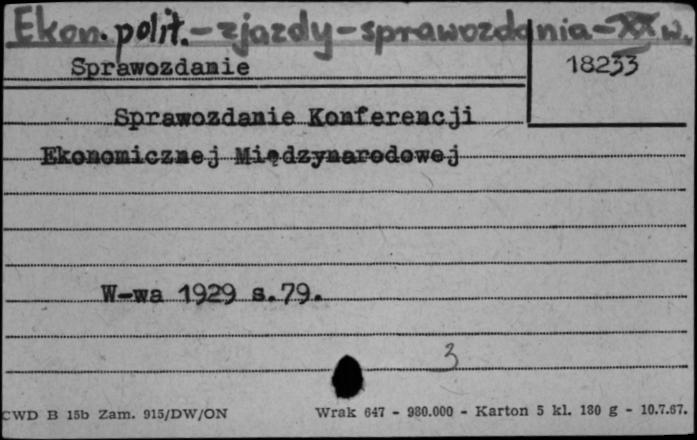 Ekon. polit. - zjazdy - sprawozdania - XX w.
Sprawozdanie
18233
Sprawozdanie Konferencji
Ekonomicznej Międzynarodowej
W-wa 1929 s.79.
3
CWD B 15b Zam. 915/DW/ON
Wrak 647 - 980.000 - Karton 5 kl. 180 g - 10.7.67.